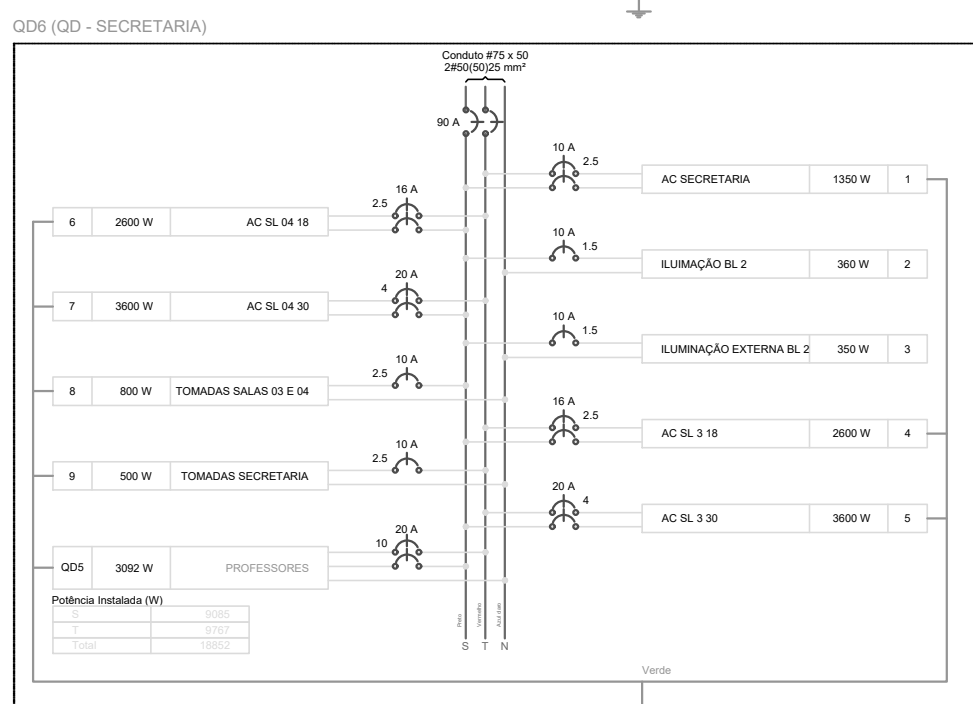 QD6 (QD - SECRETARIA)
Conduto #75 x 50
2#50(50)25 mm²
90 A
10 A
2.5
AC SECRETARIA 1350 W 1
16 A
2.5
6 2600 W AC SL 04 18
10 A
1.5
ILUIMAÇÃO BL 2 360 W 2
20 A
4
7 3600 W AC SL 04 30
10 A
1.5
ILUMINAÇÃO EXTERNA BL 2 350 W 3
10 A
2.5
8 800 W TOMADAS SALAS 03 E 04
16 A
2.5
AC SL 3 18 2600 W 4
10 A
2.5
9 500 W TOMADAS SECRETARIA
20 A
4
AC SL 3 30 3600 W 5
20 A
10
QD5 3092 W PROFESSORES
Potência Instalada (W)
S 9085
T 9767
Total 18852
Preto
Vermelho
Azul claro
S T N
Verde